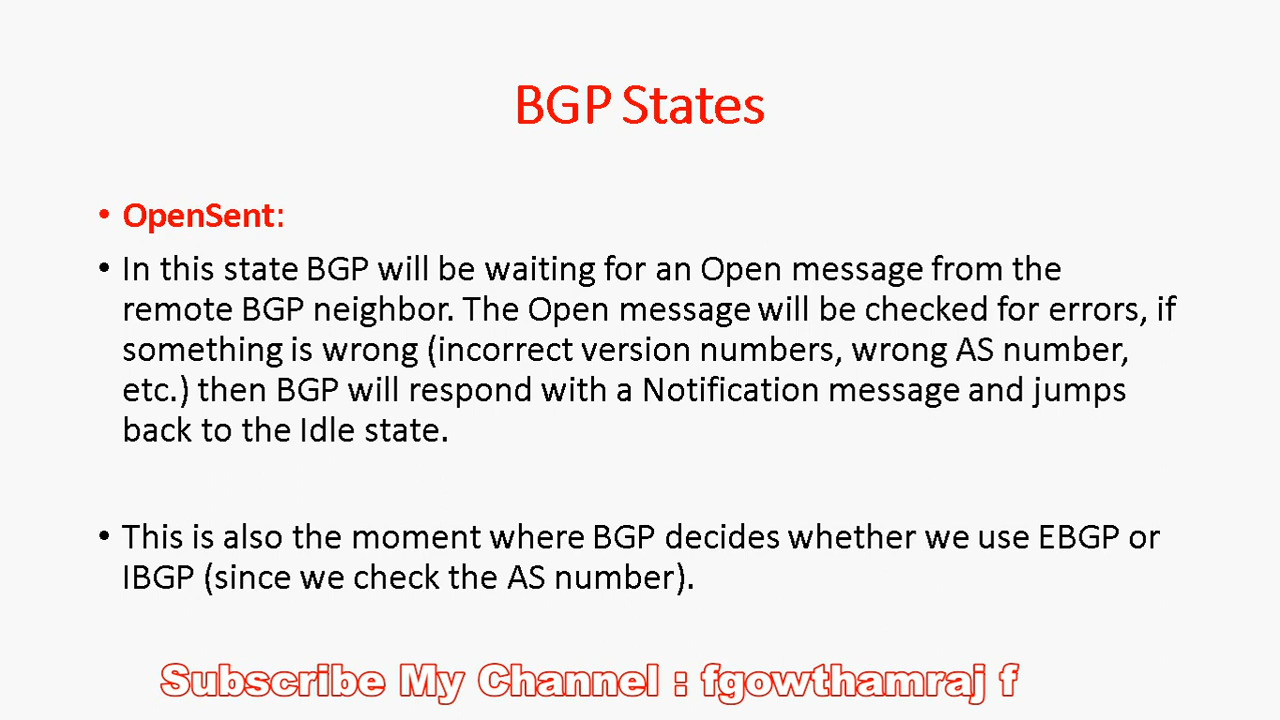 BGP States
• OpenSent:
• In this state BGP will be waiting for an Open message from the
remote BGP neighbor. The Open message will be checked for errors, if
something is wrong (incorrect version numbers, wrong AS number,
etc.) then BGP will respond with a Notification message and jumps
back to the Idle state.
• This is also the moment where BGP decides whether we use EBGP or
IBGP (since we check the AS number).
Subscribe My Channel : fgowthamraj f